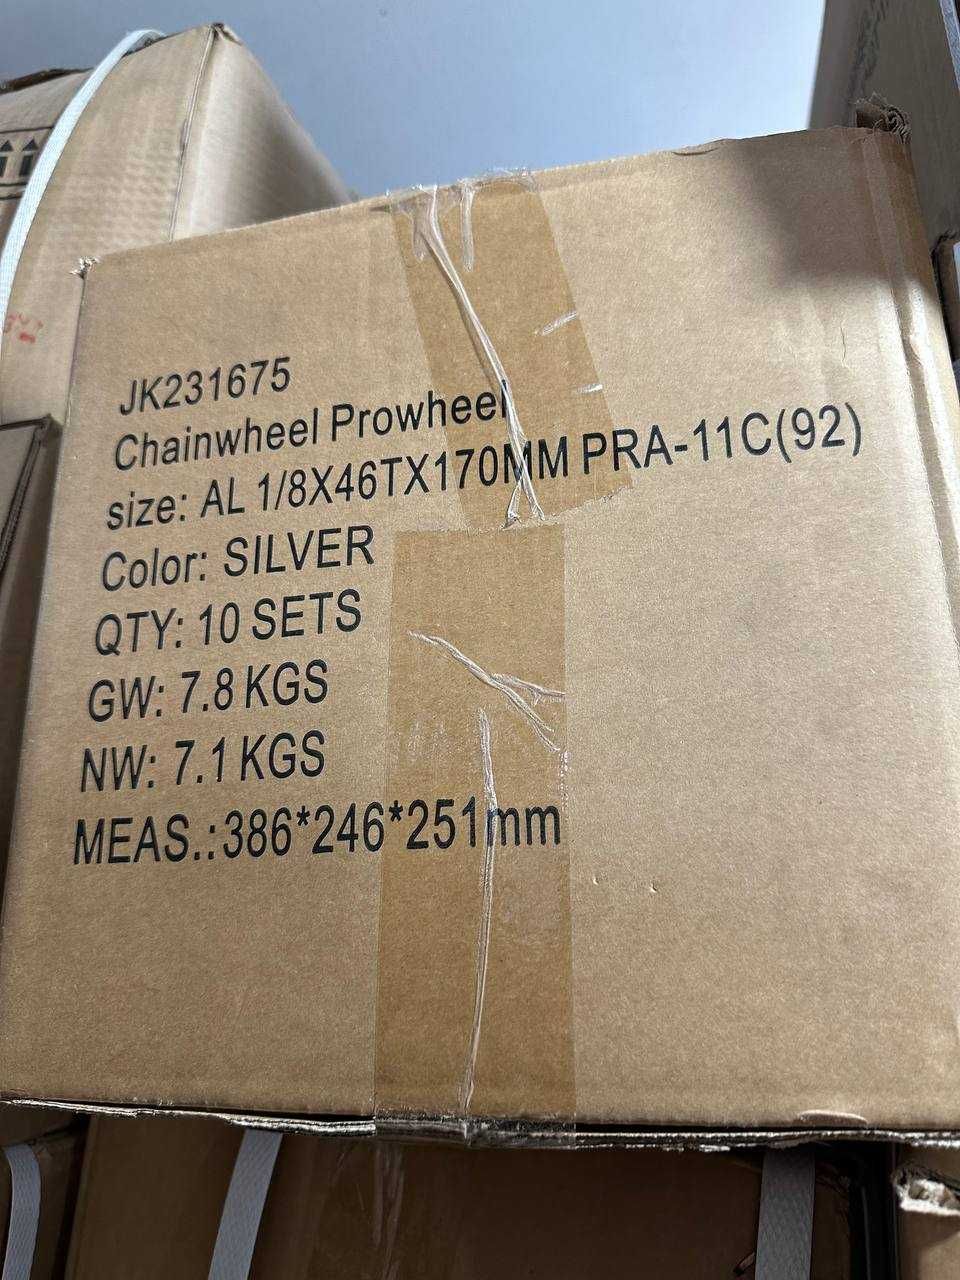 JK231675
Chainwheel Prowheel
size: AL 1/8X46TX170MM PRA-11C(92)
Color: SILVER
QTY: 10 SETS
GW: 7.8 KGS
NW: 7.1 KGS
MEAS.:386*246*251mm